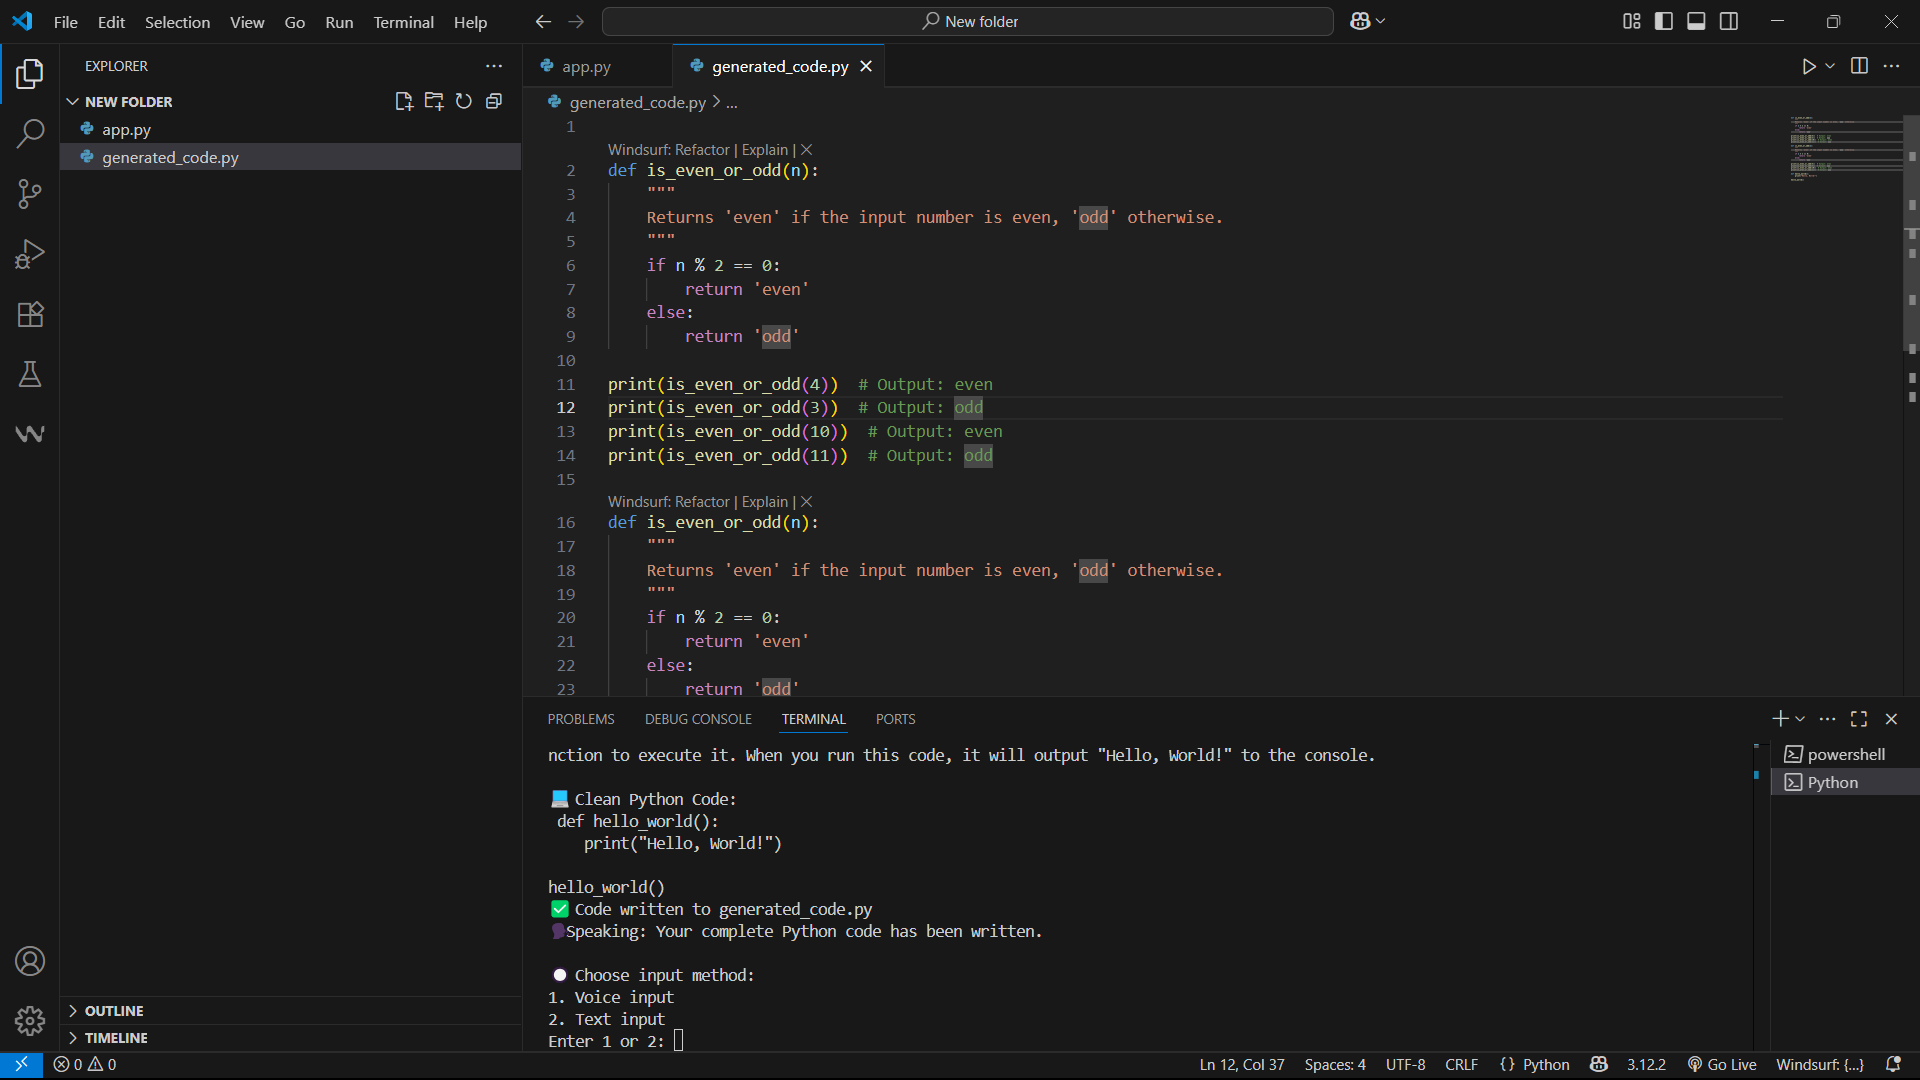 File Edit Selection View Go Run Terminal Help
New folder
EXPLORER
NEW FOLDER
app.py
generated_code.py
OUTLINE
TIMELINE
app.py
generated_code.py
generated_code.py > ...
1
Windsurf: Refactor | Explain | X
2 def is_even_or_odd(n):
3 """
4 Returns 'even' if the input number is even, 'odd' otherwise.
5 """
6 if n % 2 == 0:
7 return 'even'
8 else:
9 return 'odd'
10
11 print(is_even_or_odd(4)) # Output: even
12 print(is_even_or_odd(3)) # Output: odd
13 print(is_even_or_odd(10)) # Output: even
14 print(is_even_or_odd(11)) # Output: odd
15
Windsurf: Refactor | Explain | X
16 def is_even_or_odd(n):
17 """
18 Returns 'even' if the input number is even, 'odd' otherwise.
19 """
20 if n % 2 == 0:
21 return 'even'
22 else:
23 return 'odd'
PROBLEMS DEBUG CONSOLE TERMINAL PORTS
nction to execute it. When you run this code, it will output "Hello, World!" to the console.
Clean Python Code:
def hello_world():
print("Hello, World!")
hello_world()
Code written to generated_code.py
Speaking: Your complete Python code has been written.
Choose input method:
1. Voice input
2. Text input
Enter 1 or 2:
powershell
Python
0 0 Ln 12, Col 37 Spaces: 4 UTF-8 CRLF {} Python 3.12.2 Go Live Windsurf: {...}